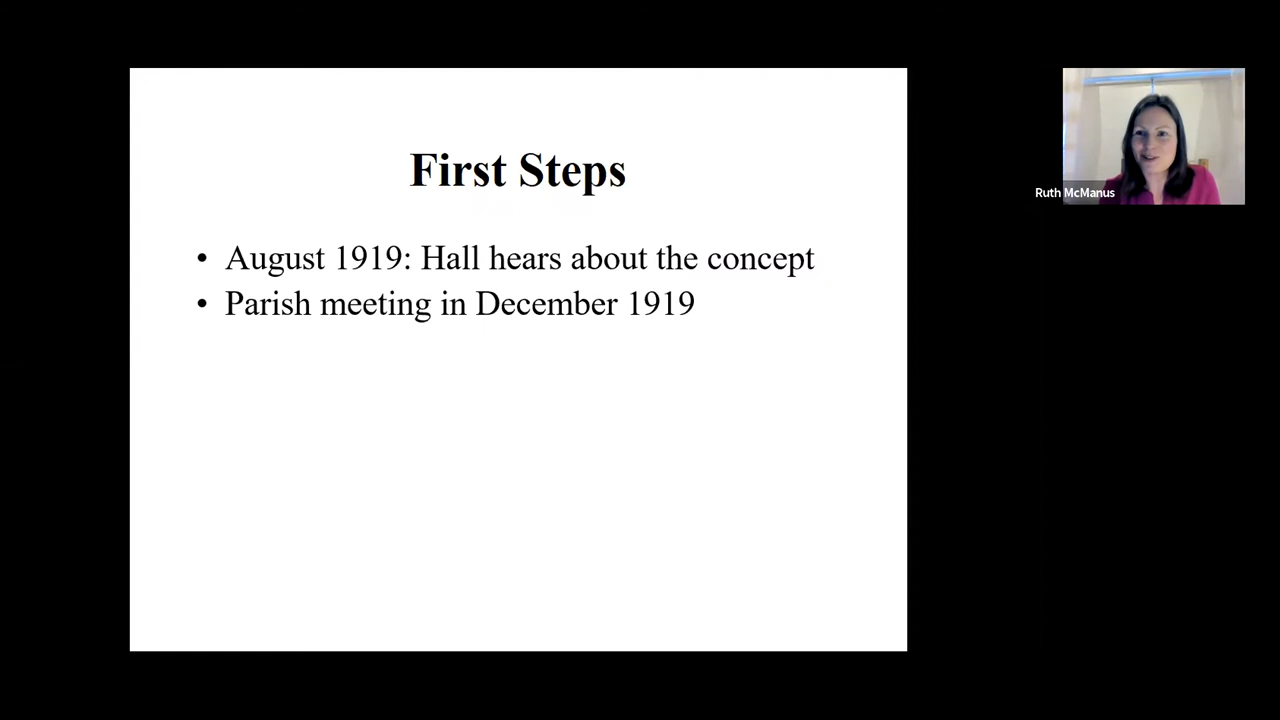 First Steps
• August 1919: Hall hears about the concept
• Parish meeting in December 1919
Ruth McManus